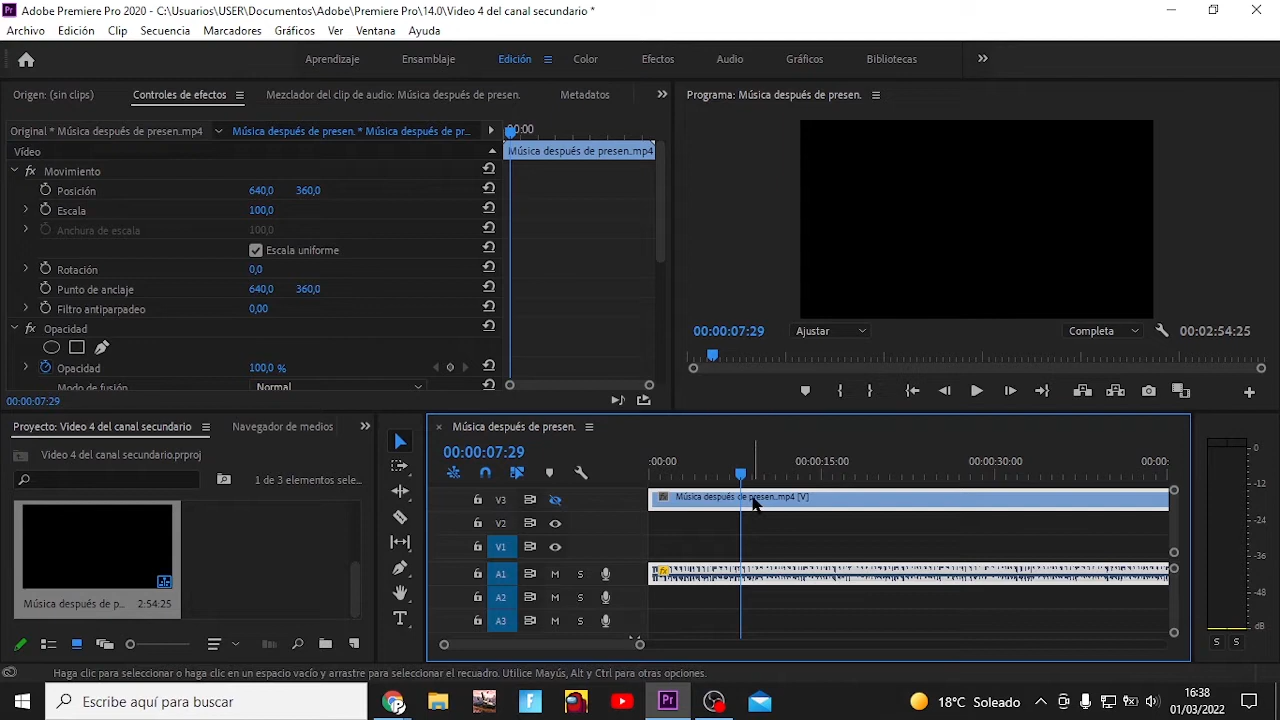 Adobe Premiere Pro 2020 - C:\Usuarios\USER\Documentos\Adobe\Premiere Pro\14.0\Video 4 del canal secundario *
Archivo Edición Clip Secuencia Marcadores Gráficos Ver Ventana Ayuda
Aprendizaje Ensamblaje Edición Color Efectos Audio Gráficos Bibliotecas
Origen: (sin clips) Controles de efectos Mezclador del clip de audio: Música después de presen. Metadatos
Programa: Música después de presen.
Original * Música después de presen.mp4 Música después de presen. * Música después de pr... 00:00
Vídeo Música después de presen..mp4
fx Movimiento
Posición 640,0 360,0
Escala 100,0
Anchura de escala 100,0
Escala uniforme
Rotación 0,0
Punto de anclaje 640,0 360,0
Filtro antiparpadeo 0,00
fx Opacidad
Opacidad 100,0 %
Modo de fusión Normal
00:00:07:29
00:00:07:29 Ajustar Completa 00:02:54:25
Proyecto: Video 4 del canal secundario Navegador de medios
Video 4 del canal secundario.prproj
1 de 3 elementos sele...
Música después de p... 2:54:25
Música después de presen.
00:00:07:29
:00:00 00:00:15:00 00:00:30:00 00:00:
V3 fx Música después de presen..mp4 [V]
V2
V1
A1 M S fx
A2 M S
A3 M S
0
-12
-24
-36
-48
dB
S S
Haga clic para seleccionar o haga clic en un espacio vacío y arrastre para seleccionar el recuadro. Utilice Mayús, Alt y Ctrl para otras opciones.
Escribe aquí para buscar
Pr
18°C Soleado
16:38
01/03/2022